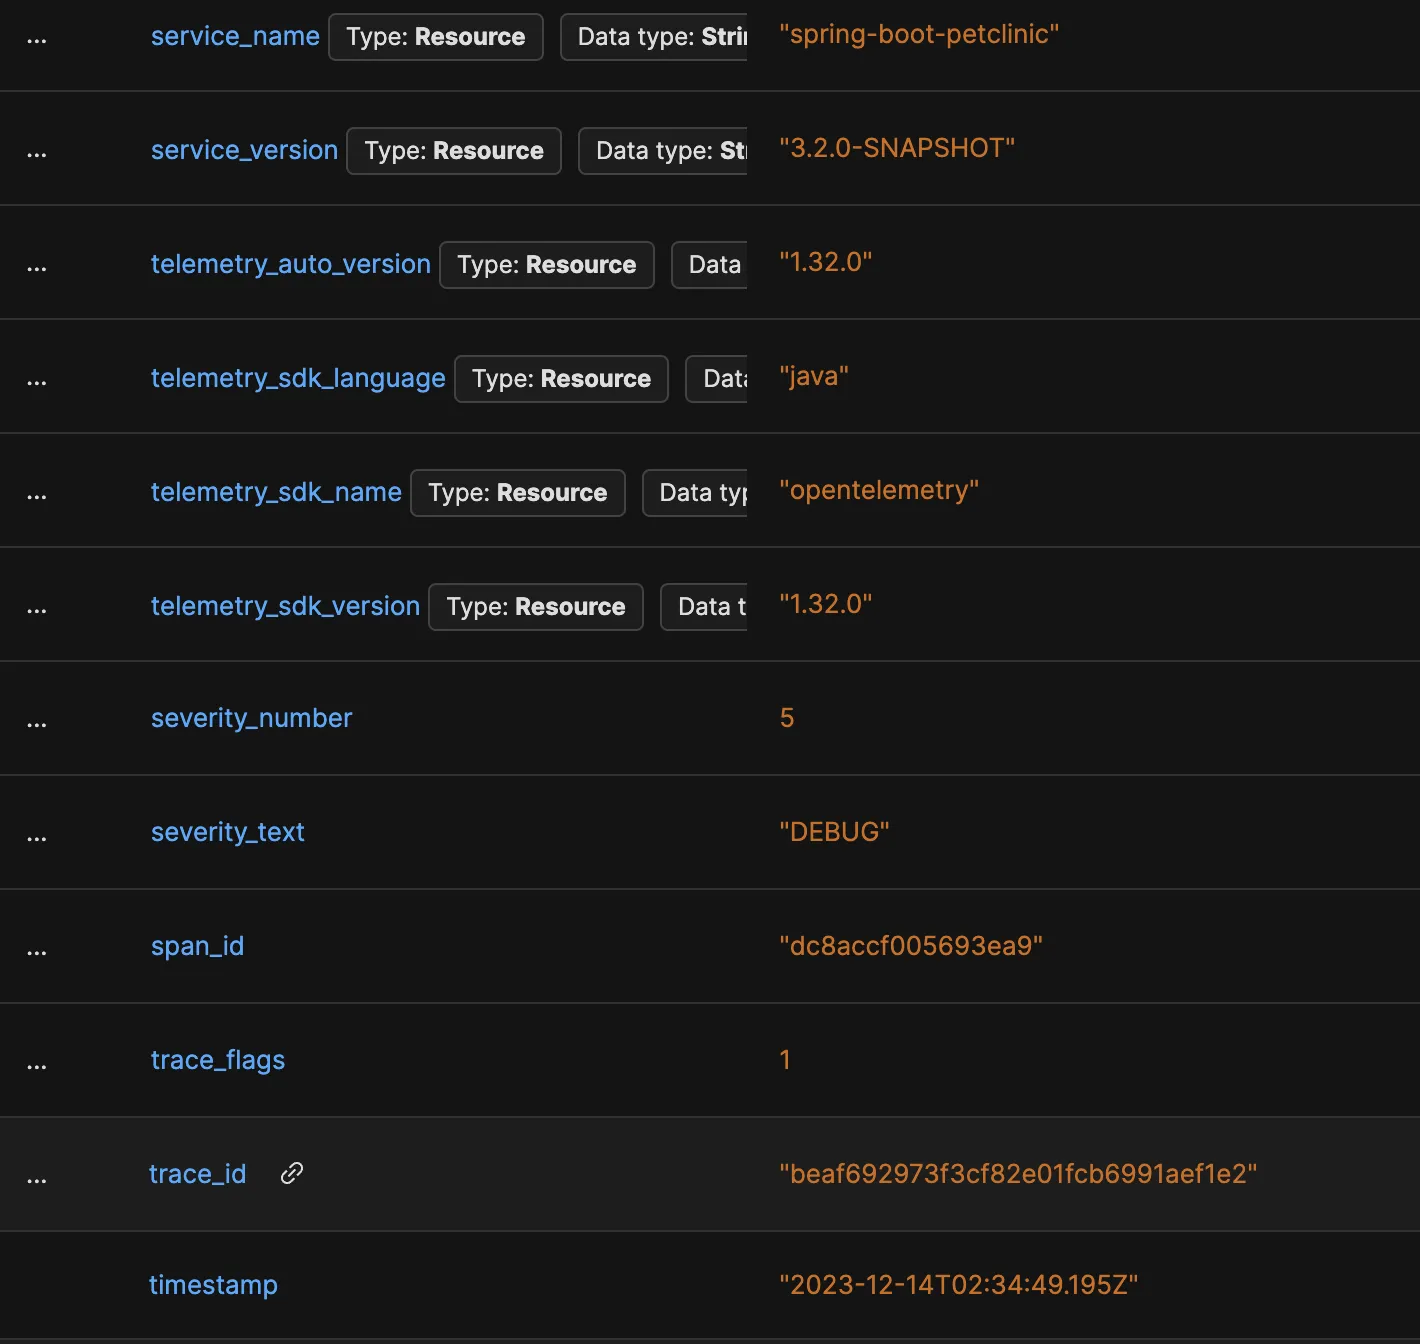 ... service_name Type: Resource Data type: Stri "spring-boot-petclinic"
... service_version Type: Resource Data type: St "3.2.0-SNAPSHOT"
... telemetry_auto_version Type: Resource Data "1.32.0"
... telemetry_sdk_language Type: Resource Data "java"
... telemetry_sdk_name Type: Resource Data typ "opentelemetry"
... telemetry_sdk_version Type: Resource Data t "1.32.0"
... severity_number 5
... severity_text "DEBUG"
... span_id "dc8accf005693ea9"
... trace_flags 1
... trace_id "beaf692973f3cf82e01fcb6991aef1e2"
timestamp "2023-12-14T02:34:49.195Z"